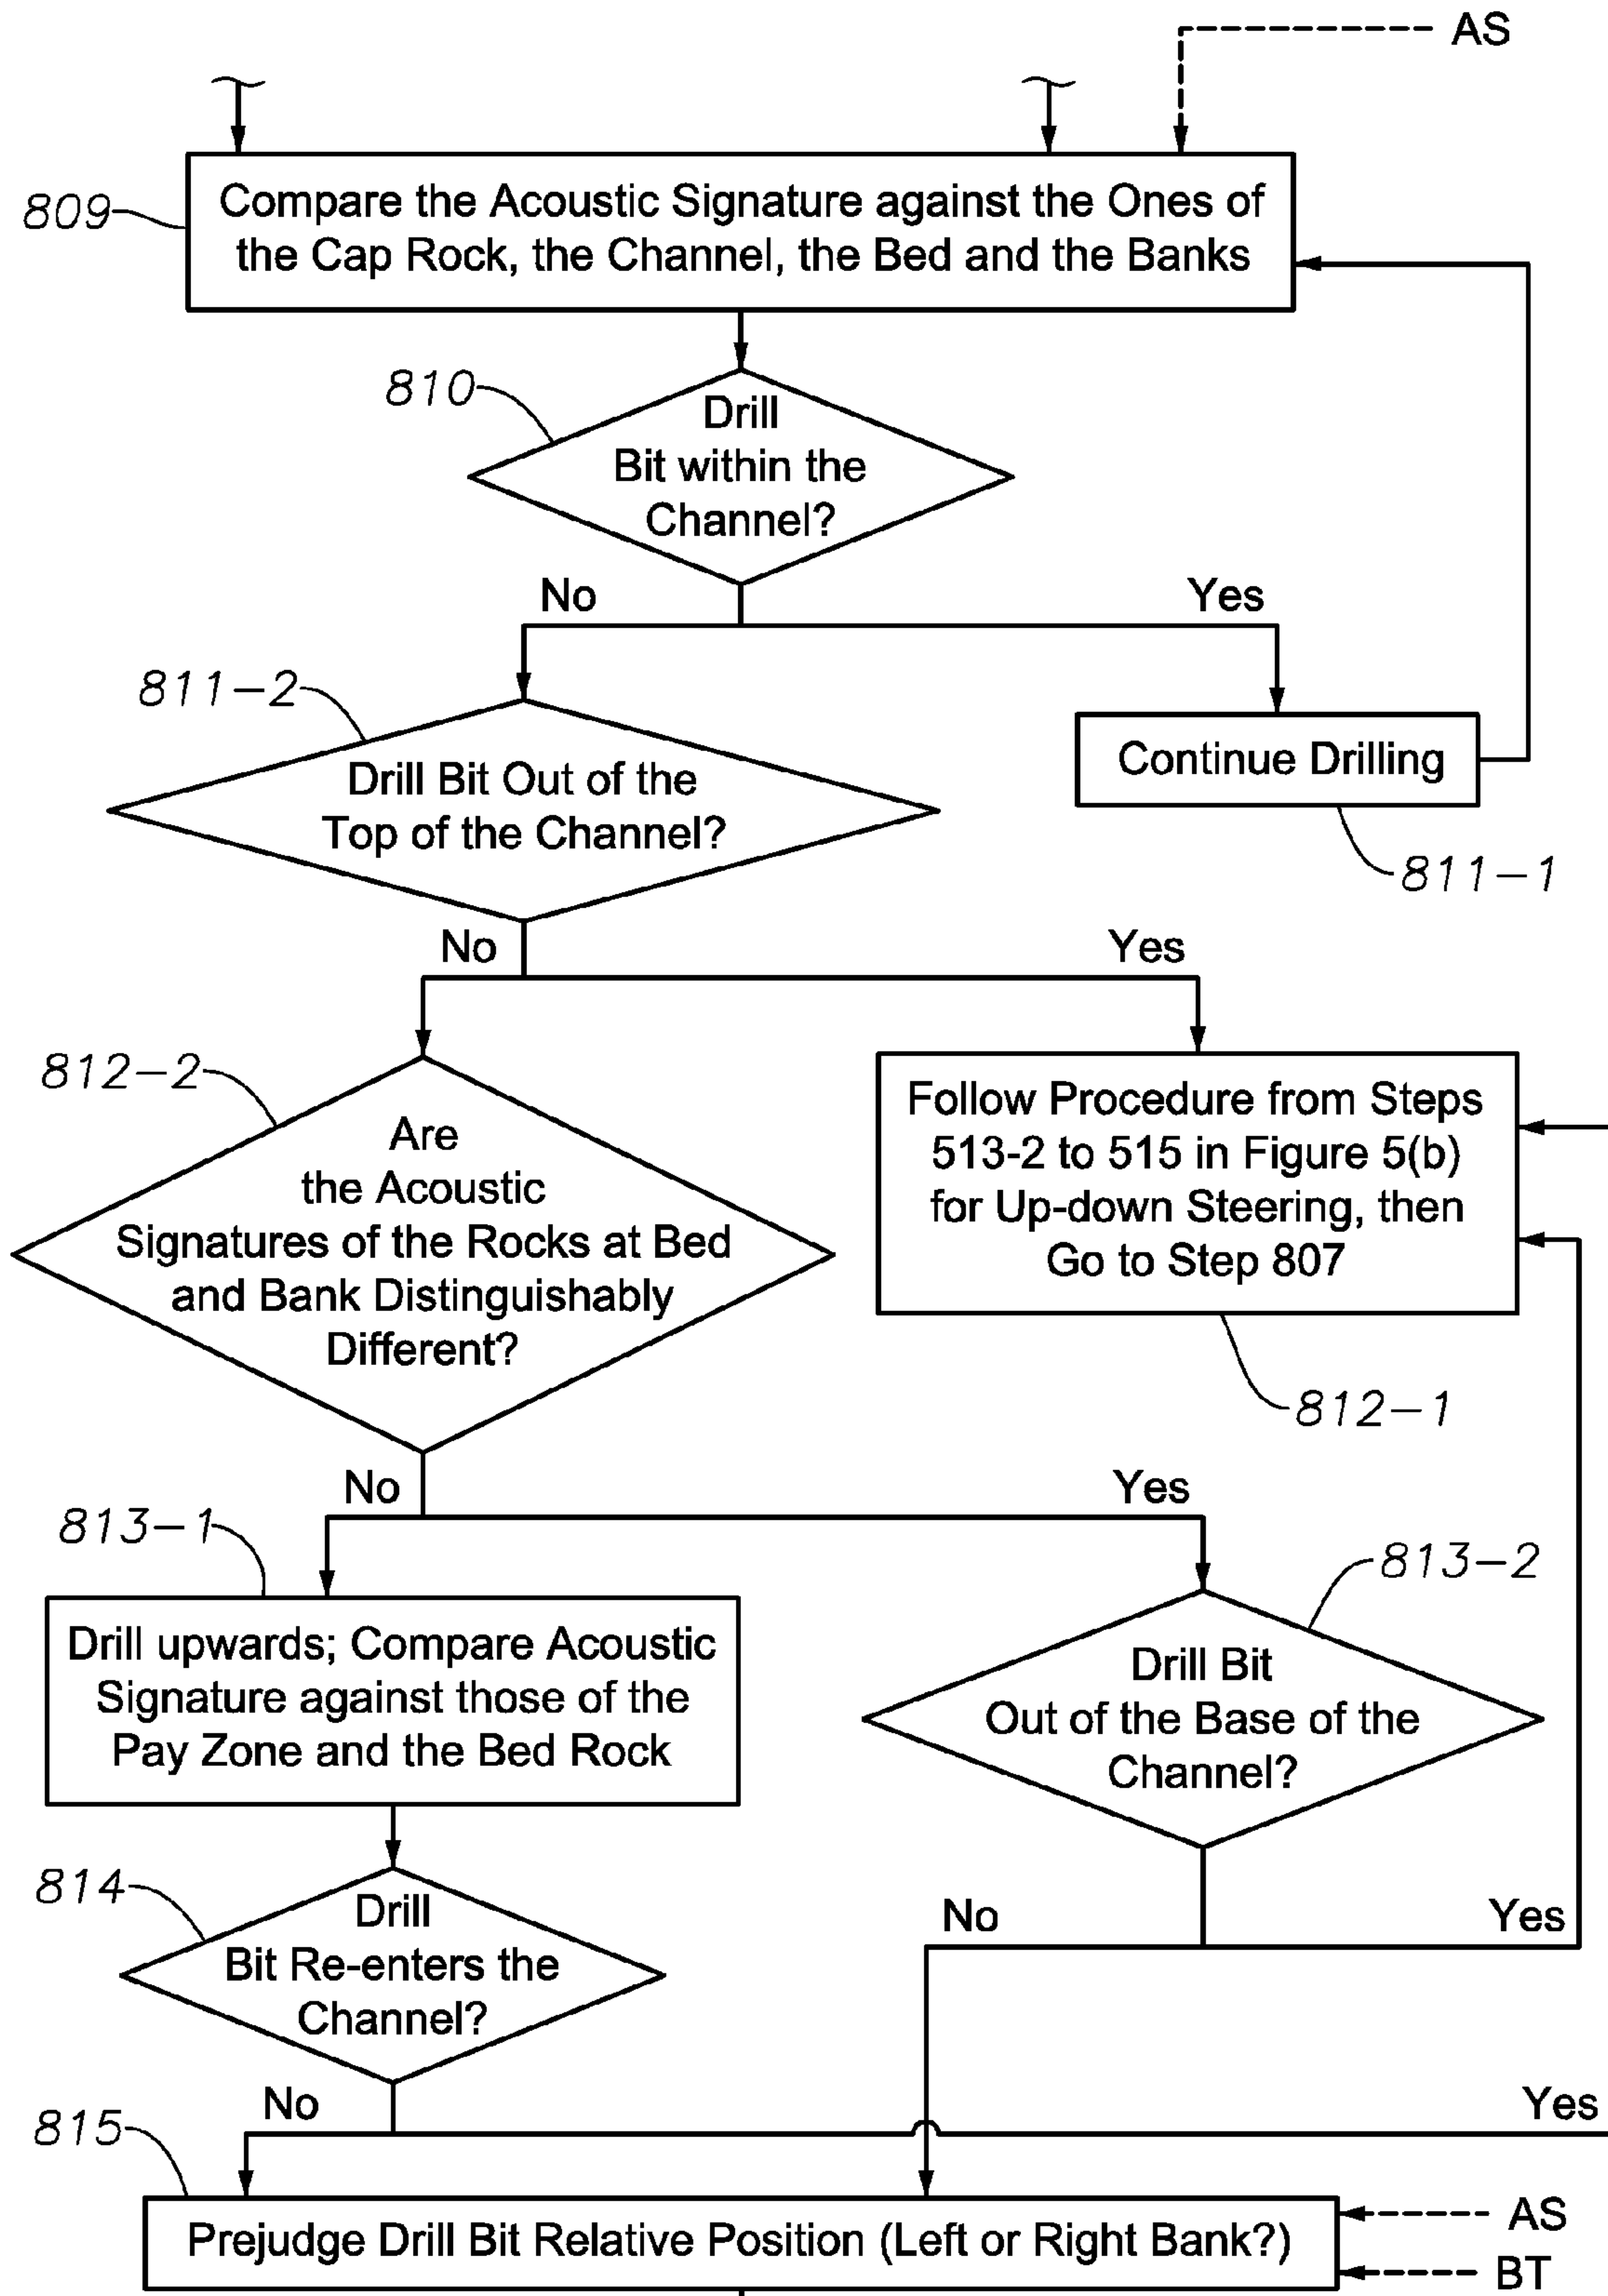 AS
809
Compare the Acoustic Signature against the Ones of
the Cap Rock, the Channel, the Bed and the Banks
810
Drill
Bit within the
Channel?
No
Yes
811-2
Drill Bit Out of the
Top of the Channel?
Continue Drilling
811-1
No
Yes
812-2
Are
the Acoustic
Signatures of the Rocks at Bed
and Bank Distinguishably
Different?
Follow Procedure from Steps
513-2 to 515 in Figure 5(b)
for Up-down Steering, then
Go to Step 807
812-1
No
Yes
813-1
Drill upwards; Compare Acoustic
Signature against those of the
Pay Zone and the Bed Rock
813-2
Drill Bit
Out of the Base of the
Channel?
814
Drill
Bit Re-enters the
Channel?
No
Yes
No
Yes
815
Prejudge Drill Bit Relative Position (Left or Right Bank?)
AS
BT